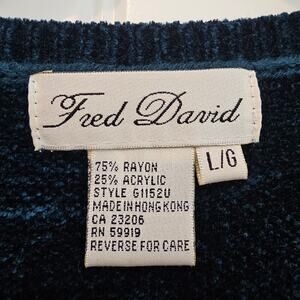 Fred David
L/G
75% RAYON
25% ACRYLIC
STYLE G1152U
MADE IN HONG KONG
CA 23206
RN 59919
REVERSE FOR CARE